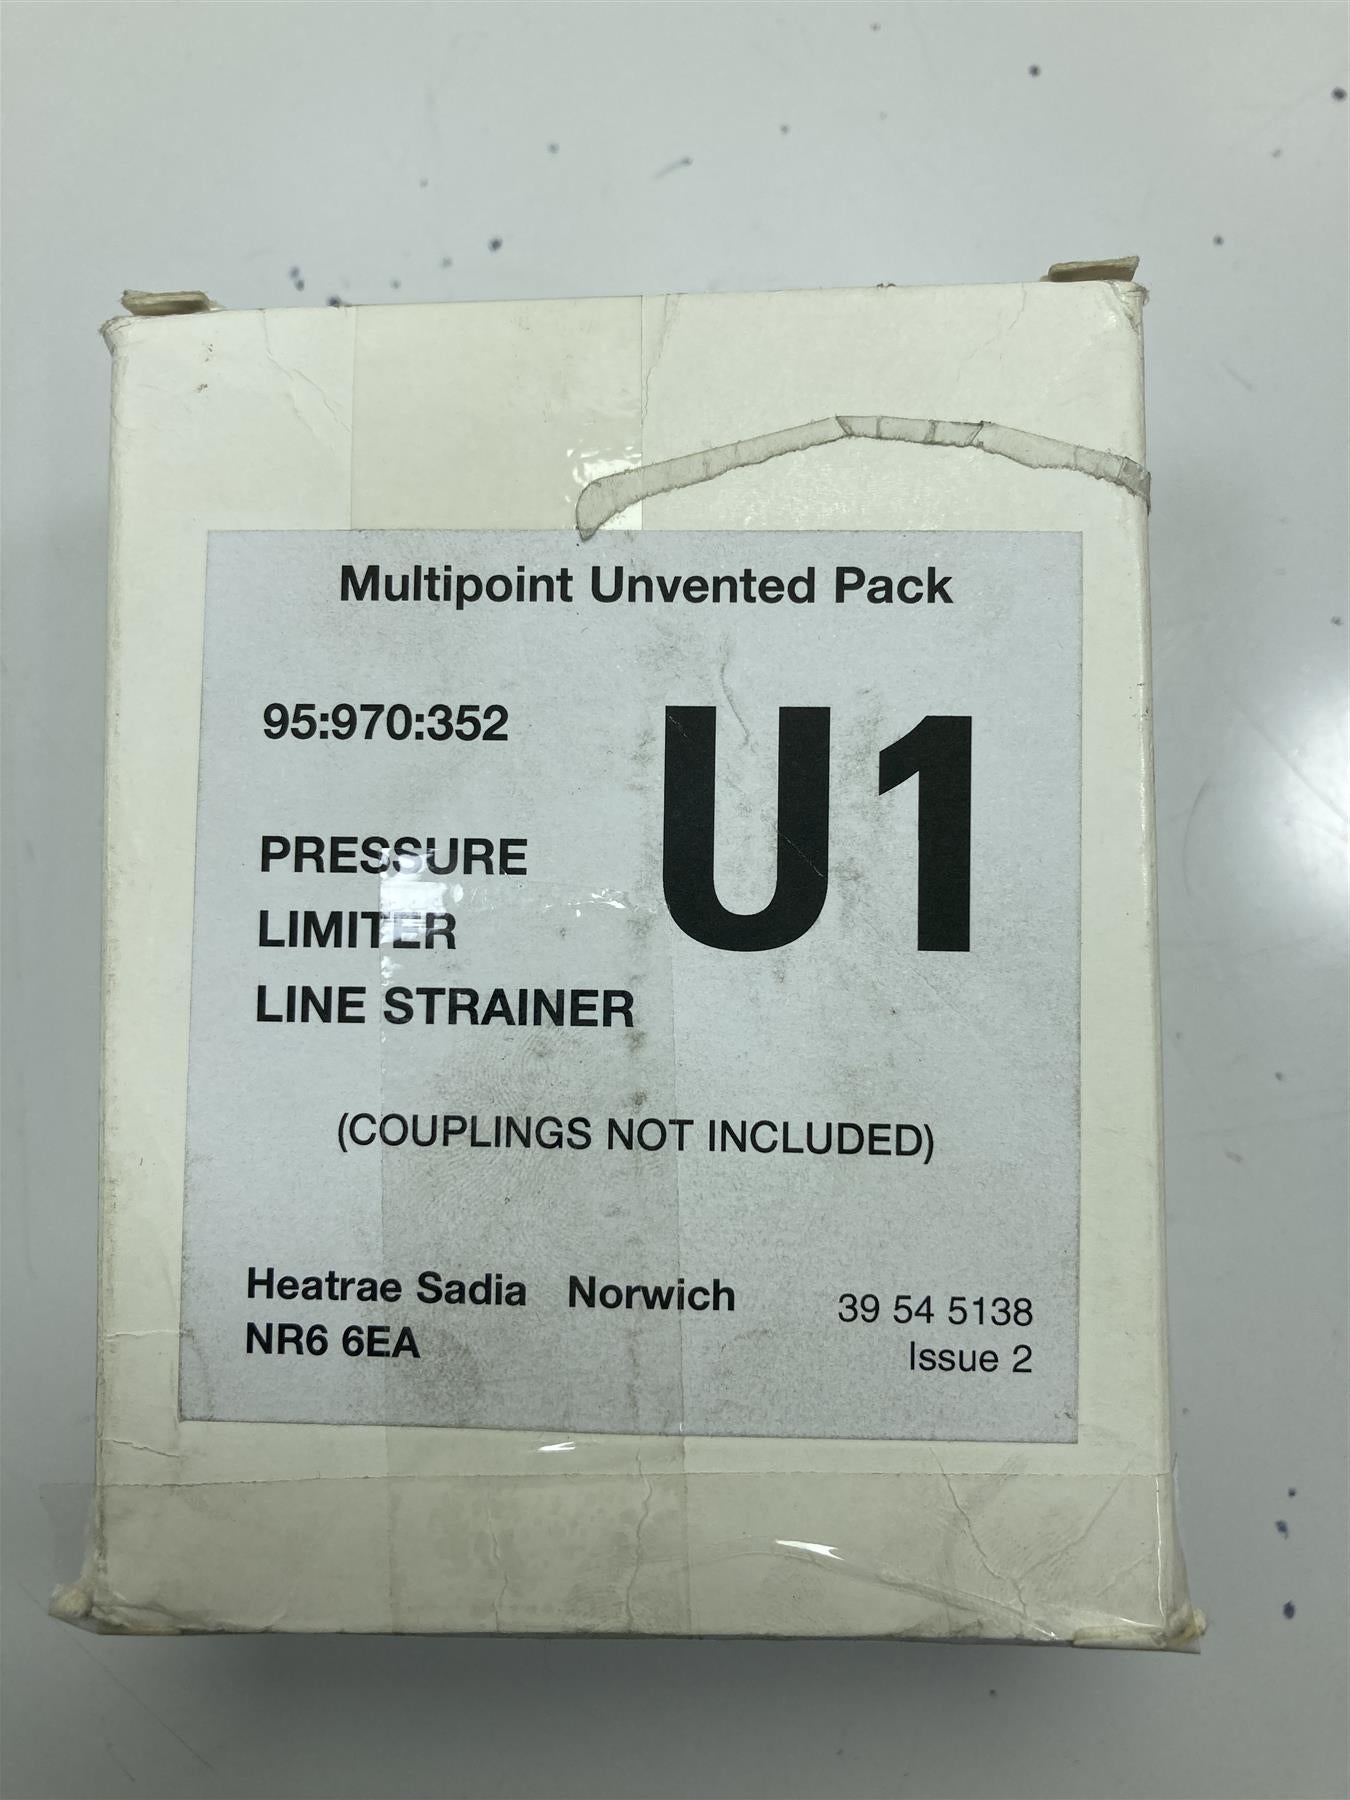 Multipoint Unvented Pack
95:970:352
U1
PRESSURE
LIMITER
LINE STRAINER
(COUPLINGS NOT INCLUDED)
Heatrae Sadia Norwich
NR6 6EA
39 54 5138
Issue 2